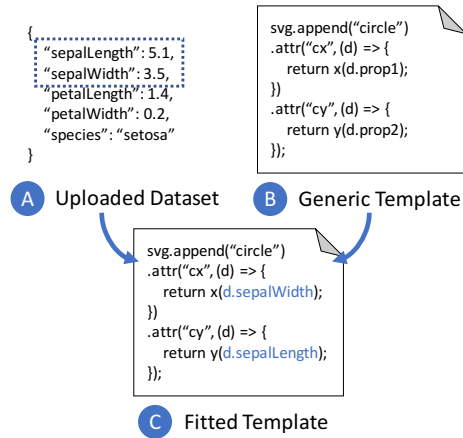 {
"sepalLength": 5.1,
"sepalWidth": 3.5,
"petalLength": 1.4,
"petalWidth": 0.2,
"species": "setosa"
}
A Uploaded Dataset
svg.append("circle")
.attr("cx", (d) => {
return x(d.prop1);
})
.attr("cy", (d) => {
return y(d.prop2);
});
B Generic Template
svg.append("circle")
.attr("cx", (d) => {
return x(d.sepalWidth);
})
.attr("cy", (d) => {
return y(d.sepalLength);
});
C Fitted Template